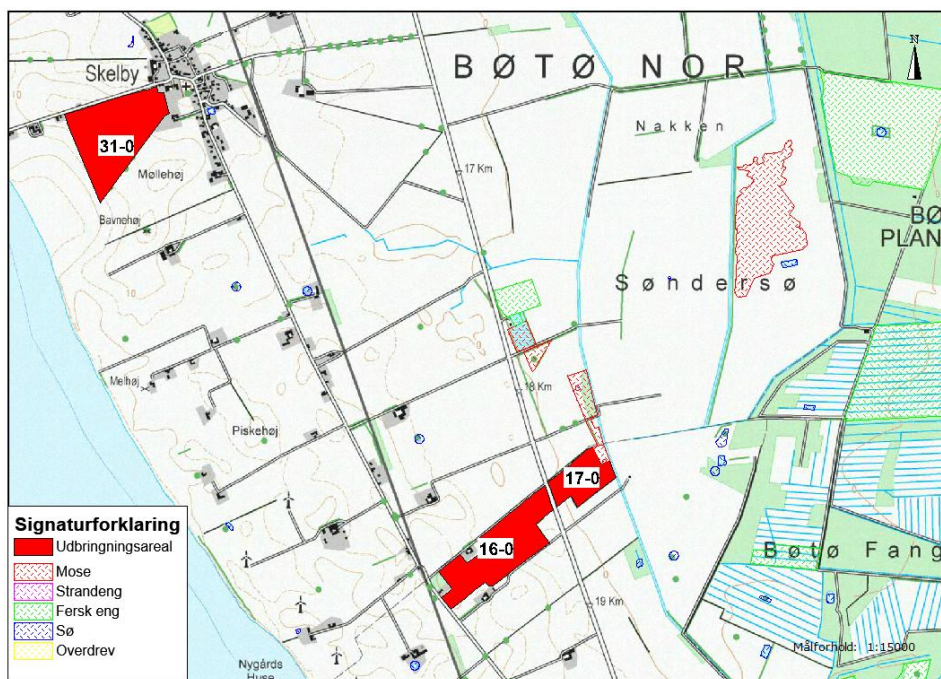 BØTØ NOR
N
Skelby
Nakken
31-0
17 Km
Møllehøj
BØ
PLAN
Bavnehøj
Søndersø
10
0
18 Km
Melhøj
Piskehøj
17-0
Signaturforklaring
Udbringningsareal
16-0
Mose
Bøtø Fang
Strandeng
Fersk eng
19 Km
Sø
Målforhold: 1:15000
Overdrev
Nygårds
Huse